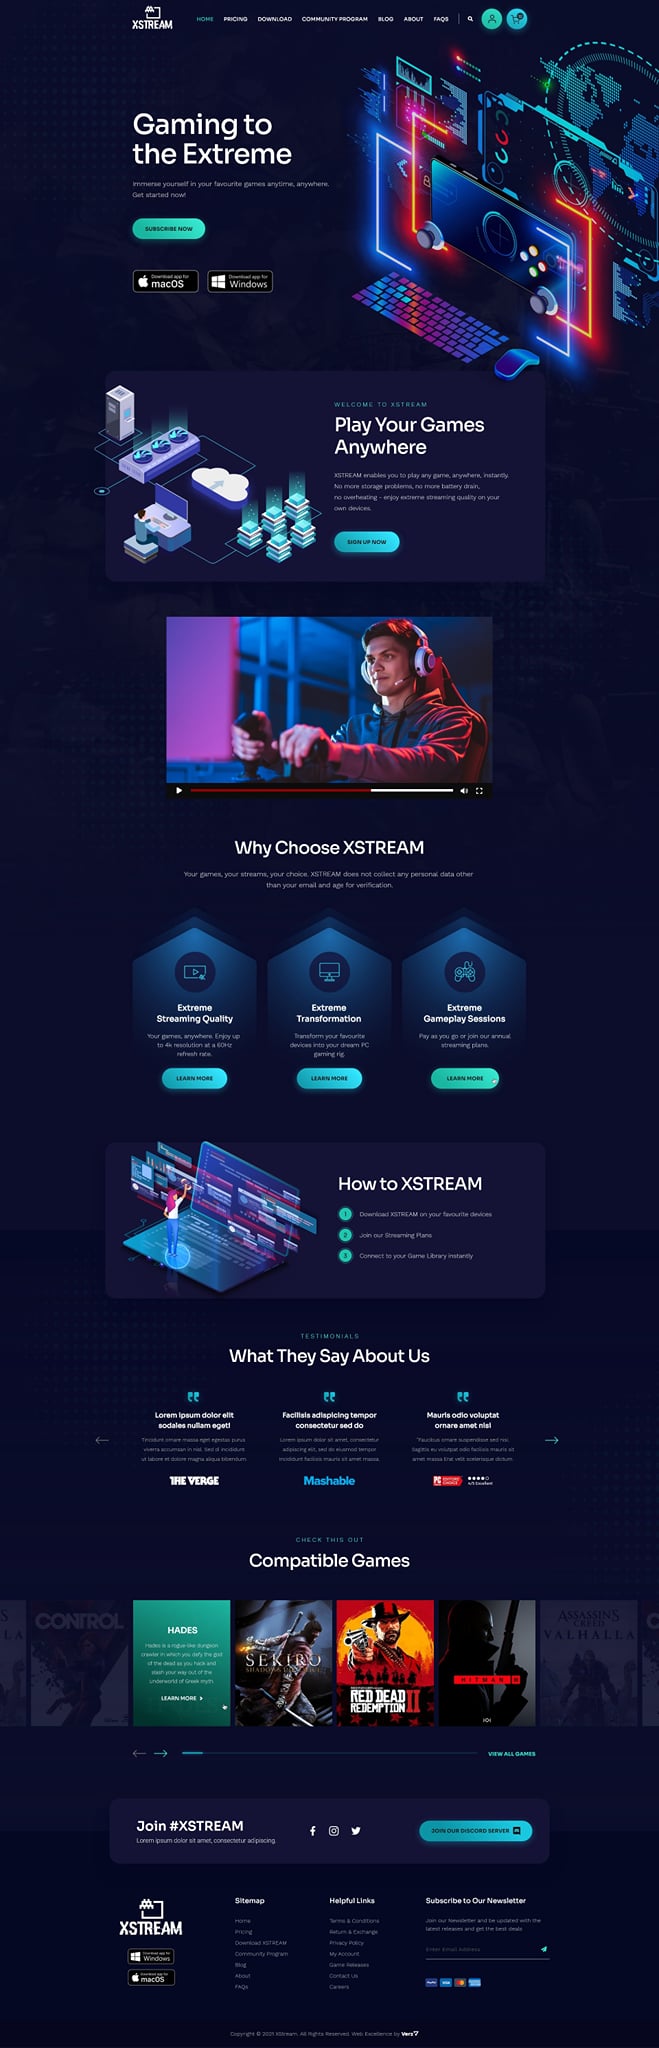 XSTREAM
HOME PRICING DOWNLOAD COMMUNITY PROGRAM BLOG ABOUT FAQS
Gaming to
the Extreme
Immerse yourself in your favourite games anytime, anywhere.
Get started now!
SUBSCRIBE NOW
Download app for
macOS
Download app for
Windows
WELCOME TO XSTREAM
Play Your Games
Anywhere
XSTREAM enables you to play any game, anywhere, instantly.
No more storage problems, no more battery drain,
no overheating - enjoy extreme streaming quality on your
own devices.
SIGN UP NOW
Why Choose XSTREAM
Your games, your streams, your choice. XSTREAM does not collect any personal data other
than your email and age for verification.
Extreme
Streaming Quality
Your games, anywhere. Enjoy up
to 4k resolution at a 60Hz
refresh rate.
LEARN MORE
Extreme
Transformation
Transform your favourite
devices into your dream PC
gaming rig.
LEARN MORE
Extreme
Gameplay Sessions
Pay as you go or join our annual
streaming plans.
LEARN MORE
How to XSTREAM
1 Download XSTREAM on your favourite devices
2 Join our Streaming Plans
3 Connect to your Game Library instantly
TESTIMONIALS
What They Say About Us
Lorem ipsum dolor elit
sodales nullam eget!
Tincidunt ornare massa eget egestas purus
viverra accumsan in nisl. Sed id incididunt
ut labore et dolore magna aliqua bibendum.
THE VERGE
Facilisis adispicing tempor
consectetur sed do
Lorem ipsum dolor sit amet, consectetur
adipiscing elit, sed do eiusmod tempor
incididunt facilisis mauris sit amet massa.
Mashable
Mauris odio voluptat
ornare amet nisl
"Faucibus ornare suspendisse sed nisi.
Sagittis eu volutpat odio facilisis mauris sit
amet massa Erat velit scelerisque dictum.
PC EDITORS' CHOICE
4/5 Excellent
CHECK THIS OUT
Compatible Games
CONTROL
HADES
Hades is a rogue-like dungeon
crawler in which you defy the god
of the dead as you hack and
slash your way out of the
underworld of Greek myth.
LEARN MORE
SEKIRO
SHADOWS DIE TWICE
RED DEAD
REDEMPTION II
HITMAN III
ASSASSIN'S
CREED
VALHALLA
VIEW ALL GAMES
Join #XSTREAM
Lorem ipsum dolor sit amet, consectetur adipiscing.
JOIN OUR DISCORD SERVER
XSTREAM
Download app for
Windows
Download app for
macOS
Sitemap
Home
Pricing
Download XSTREAM
Community Program
Blog
About
FAQs
Helpful Links
Terms & Conditions
Return & Exchange
Privacy Policy
My Account
Game Releases
Contact Us
Careers
Subscribe to Our Newsletter
Join our Newsletter and be updated with the
latest releases and get the best deals
Enter Email Address
PayPal VISA
Copyright © 2021 XStream. All Rights Reserved. Web Excellence by Vers7